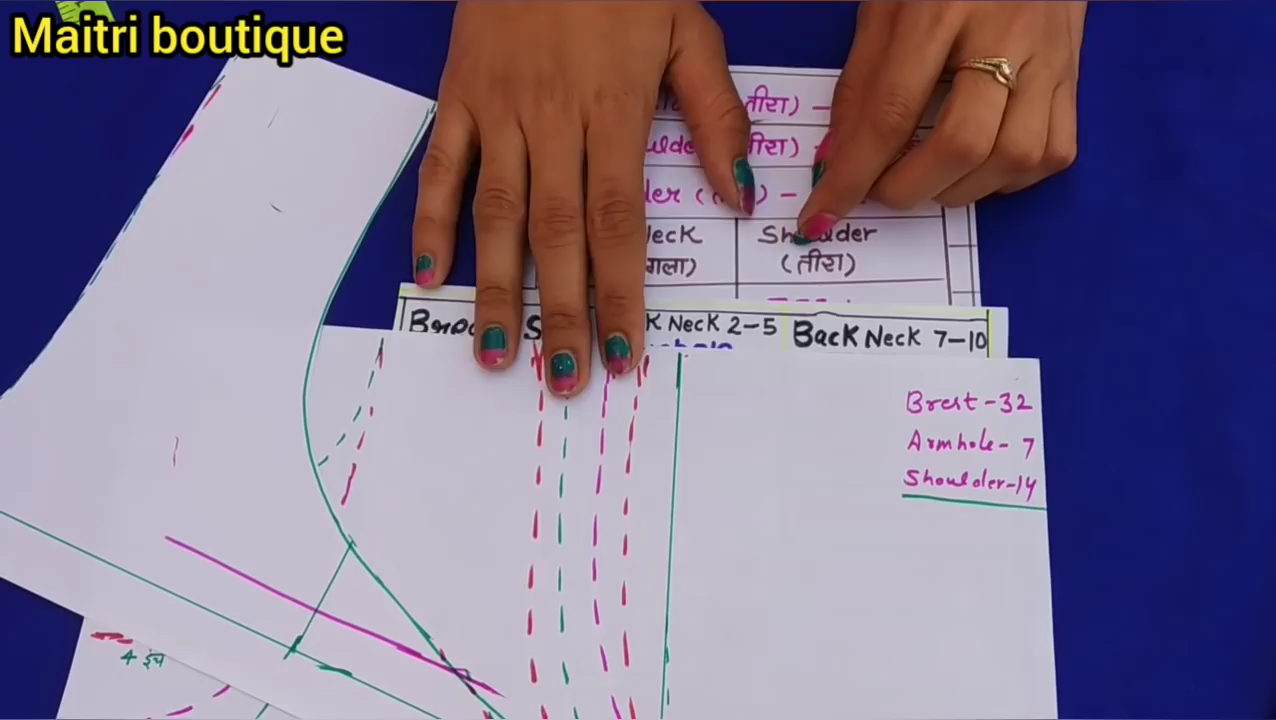 Maitri boutique
तीरा) -
तीरा)
der ( ) -
Neck
Shoulder
गला)
(तीरा)
K Neck 2-5
Back Neck 7-10
Brest - 32
Armhole - 7
Shoulder - 14
4 इंच